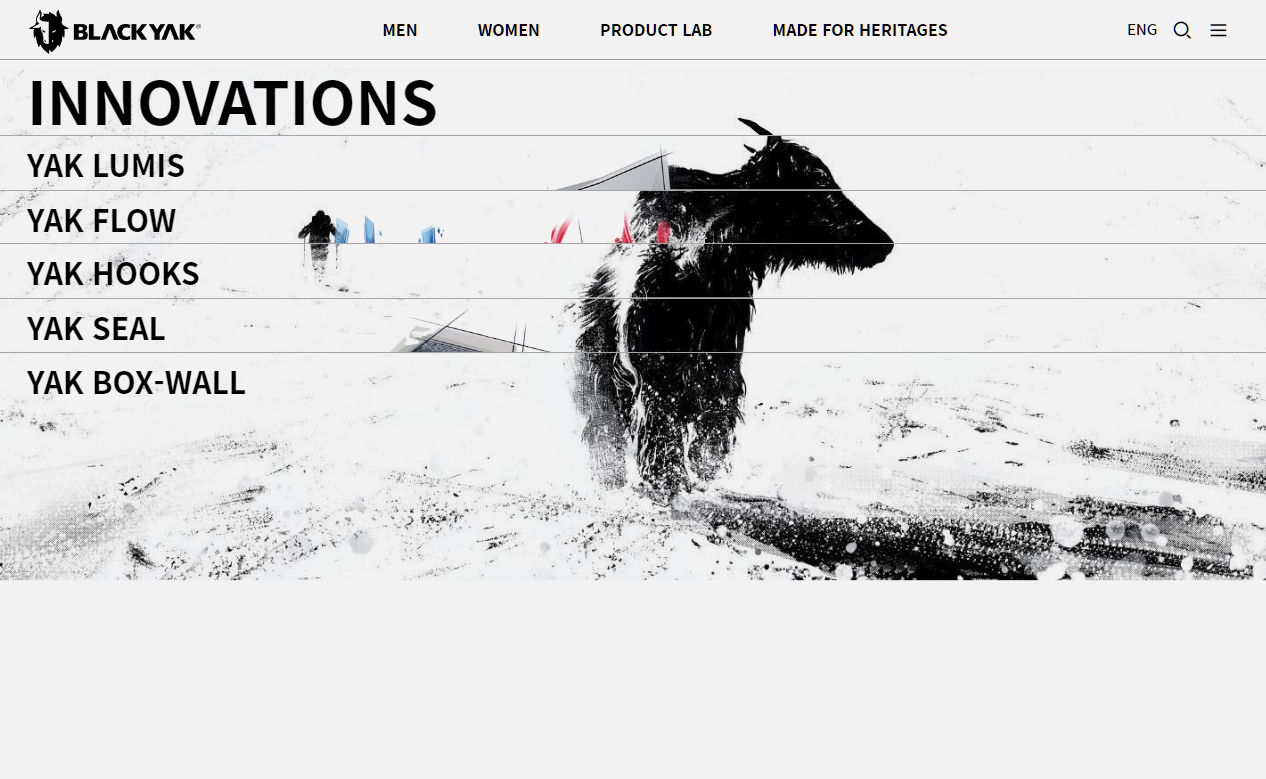 BLACKYAK®
MEN WOMEN PRODUCT LAB MADE FOR HERITAGES ENG
INNOVATIONS
YAK LUMIS
YAK FLOW
YAK HOOKS
YAK SEAL
YAK BOX-WALL